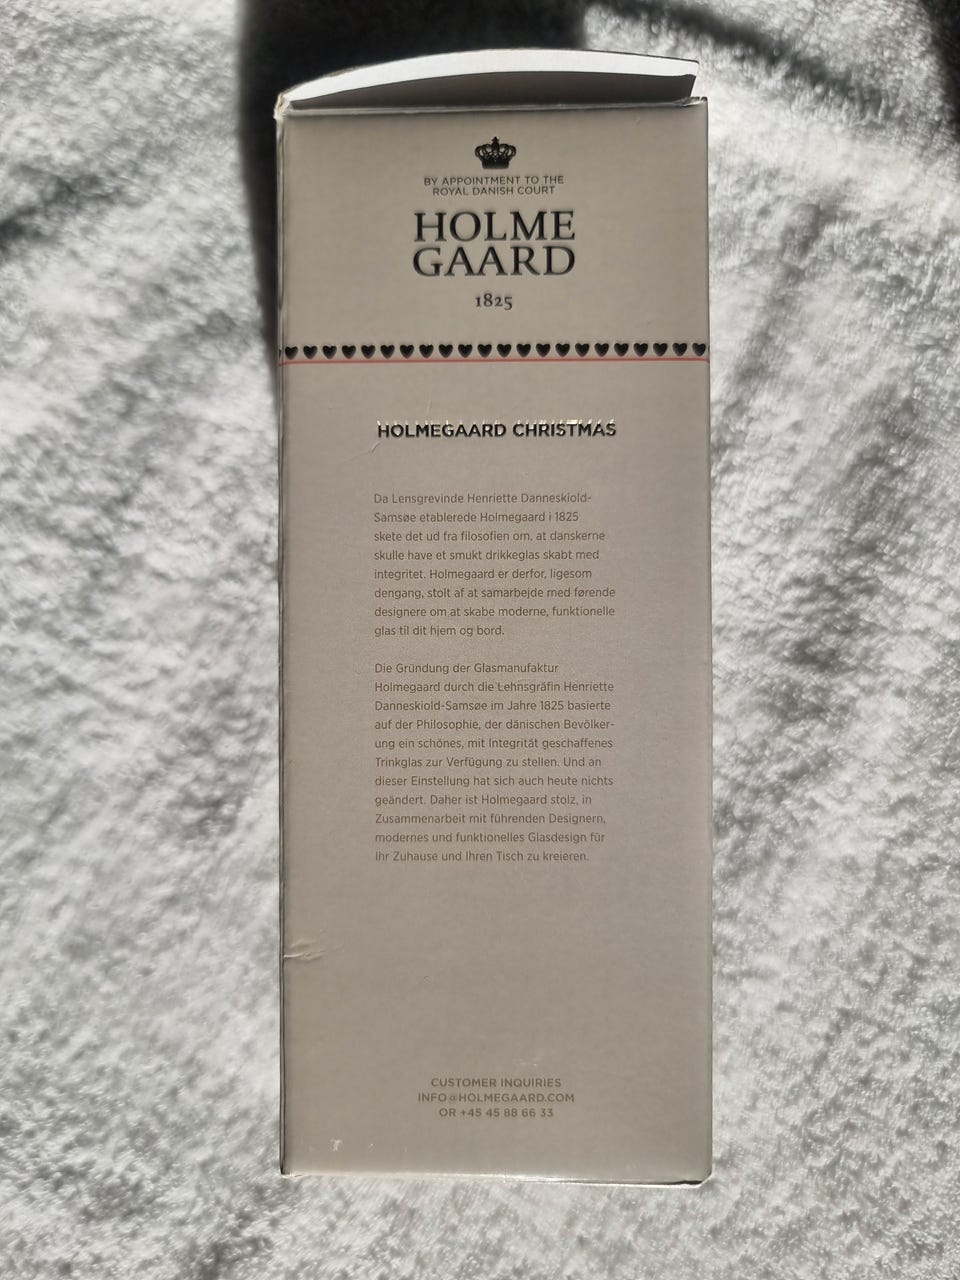 BY APPOINTMENT TO THE
ROYAL DANISH COURT
HOLME
GAARD
1825
HOLMEGAARD CHRISTMAS
Da Lensgrevinde Henriette Danneskiold-
Samsøe etablerede Holmegaard i 1825
skete det ud fra filosofien om, at danskerne
skulle have et smukt drikkeglas skabt med
integritet. Holmegaard er derfor, ligesom
dengang, stolt af at samarbejde med førende
designere om at skabe moderne, funktionelle
glas til dit hjem og bord.
Die Gründung der Glasmanufaktur
Holmegaard durch die Lehnsgräfin Henriette
Danneskiold-Samsøe im Jahre 1825 basierte
auf der Philosophie, der dänischen Bevölker-
ung ein schönes, mit Integrität geschaffenes
Trinkglas zur Verfügung zu stellen. Und an
dieser Einstellung hat sich auch heute nichts
geändert. Daher ist Holmegaard stolz, in
Zusammenarbeit mit führenden Designern,
modernes und funktionelles Glasdesign für
Ihr Zuhause und Ihren Tisch zu kreieren.
CUSTOMER INQUIRIES
INFO@HOLMEGAARD.COM
OR +45 45 88 66 33